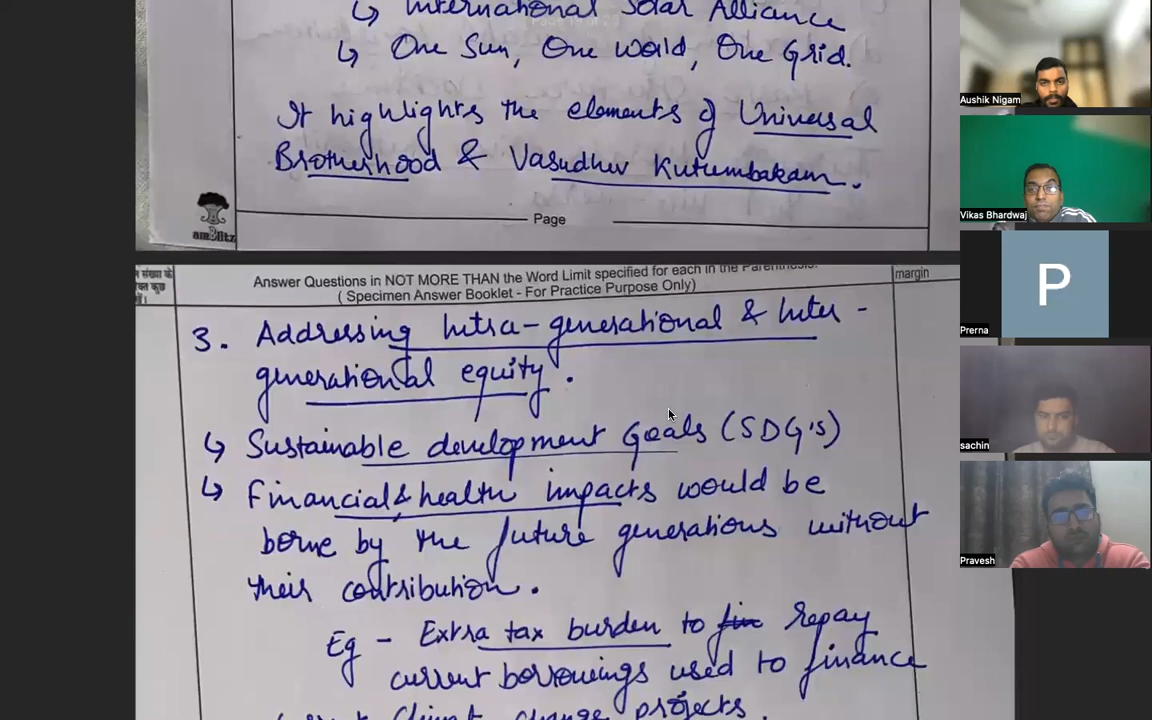 ↳ International Solar Alliance
↳ One Sun, One World, One Grid.
It highlights the elements of Universal
Brotherhood & Vasudhev Kutumbakam.
Page
संख्या के
Answer Questions in NOT MORE THAN the Word Limit specified for each in the Parenthesis.
( Specimen Answer Booklet - For Practice Purpose Only)
margin
3. Addressing Intra-generational & Inter-
generational equity.
↳ Sustainable development Goals (SDG's)
↳ Financial & health impacts would be
borne by the future generations without
their contribution.
Eg - Extra tax burden to repay
current borrowings used to finance
change projects.
Aushik Nigam
Vikas Bhardwaj
P
Prerna
sachin
Pravesh